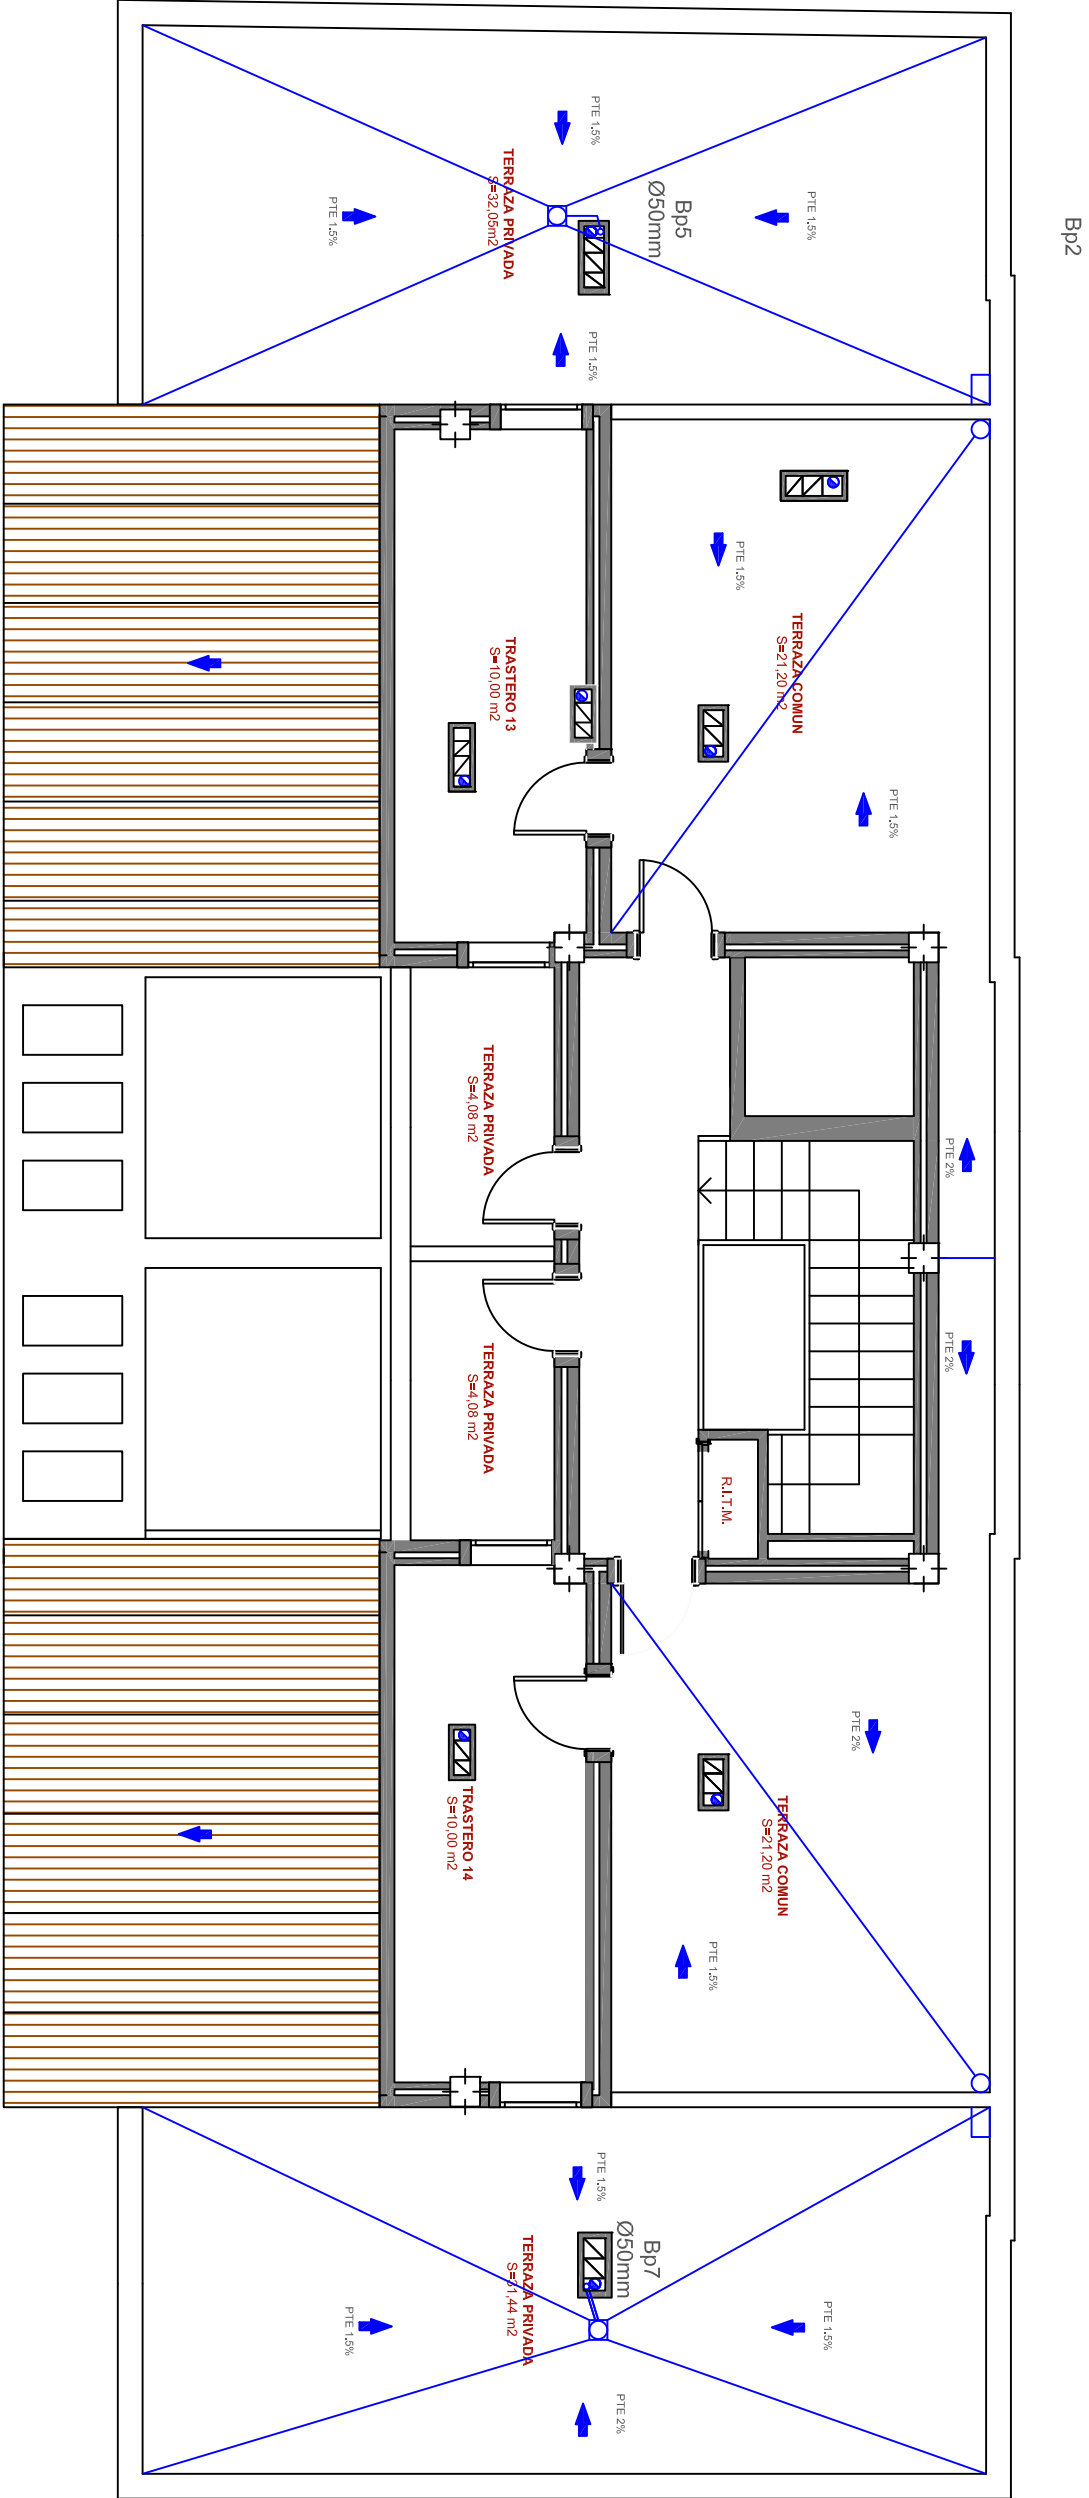 Bp2
PTE 1.5%
PTE 1.5%
PTE 1.5%
PTE 1.5%
Bp5
Ø50mm
TERRAZA PRIVADA
S=32,05m2
PTE 1.5%
TERRAZA COMUN
S=21,20 m2
PTE 1.5%
TRASTERO 13
S=10,00 m2
TERRAZA PRIVADA
S=4,08 m2
PTE 2%
PTE 2%
TERRAZA PRIVADA
S=4,08 m2
R.I.T.M.
PTE 2%
TERRAZA COMUN
S=21,20 m2
TRASTERO 14
S=10,00 m2
PTE 1.5%
PTE 1.5%
Bp7
Ø50mm
TERRAZA PRIVADA
S=31,44 m2
PTE 1.5%
PTE 1.5%
PTE 2%